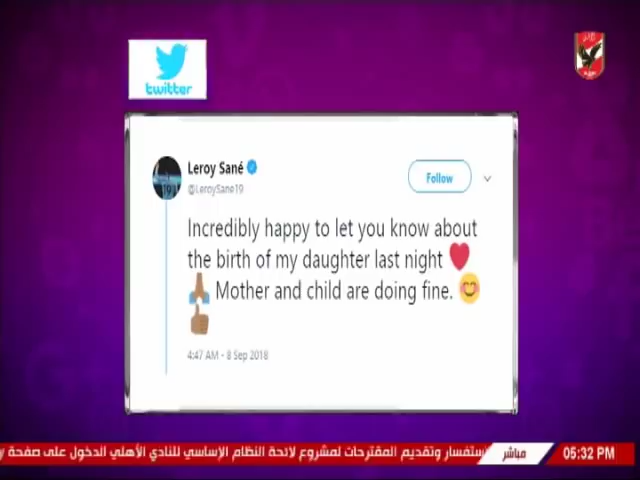 twitter
Leroy Sané
@LeroySane19
Follow
Incredibly happy to let you know about
the birth of my daughter last night ❤
🙏🏾 Mother and child are doing fine. 😊
👍🏾
4:47 AM - 8 Sep 2018
ستفسار وتقديم المقترحات لمشروع لائحة النظام الإساسي للنادي الأهلي الدخول على صفحة
مباشر
05:32 PM